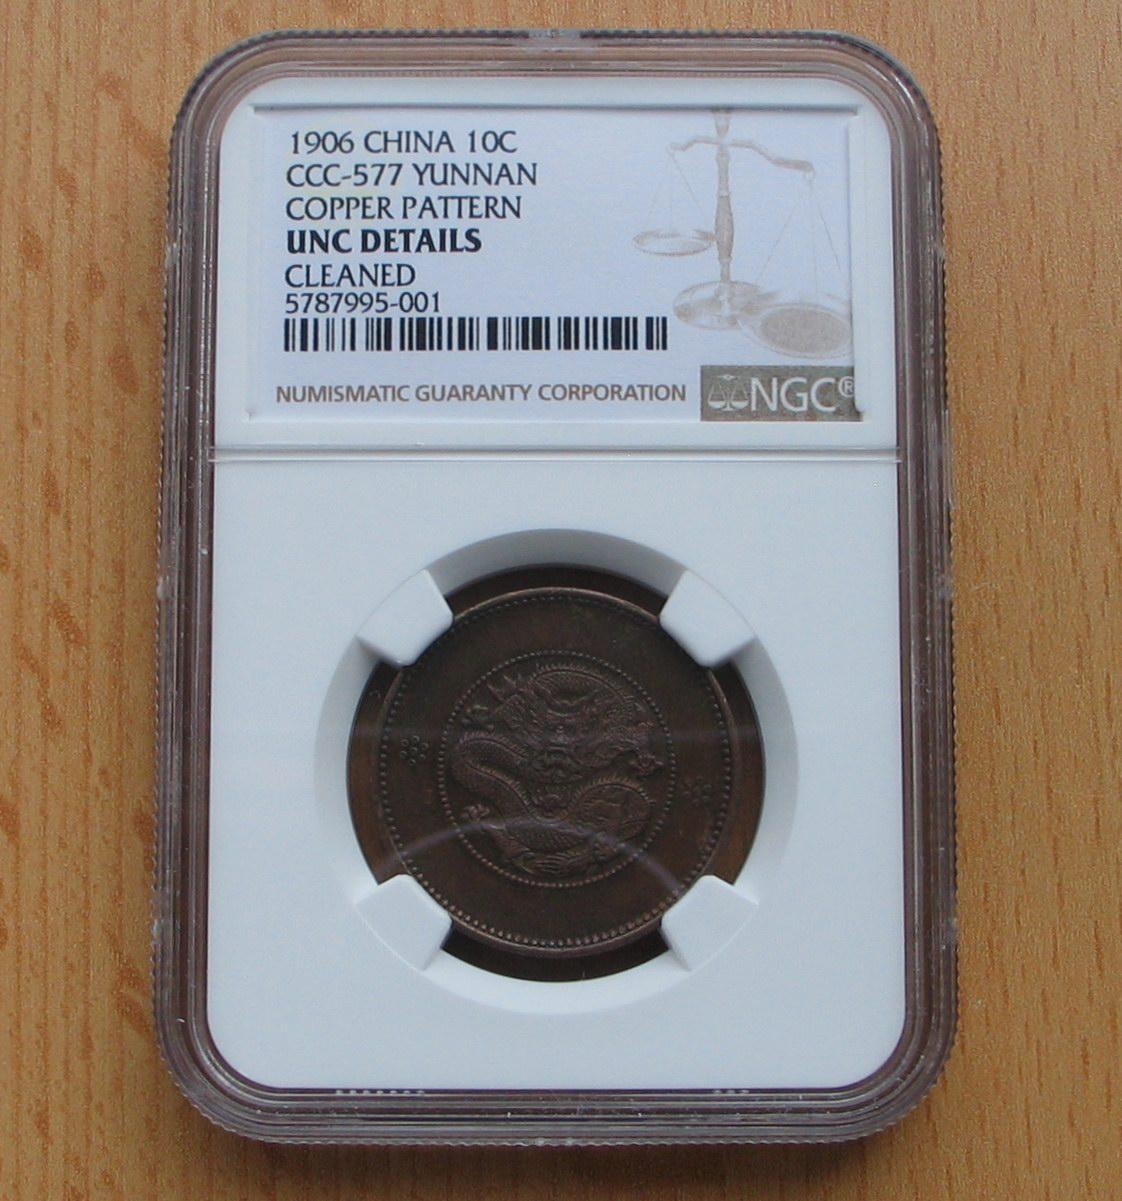 1906 CHINA 10C
CCC-577 YUNNAN
COPPER PATTERN
UNC DETAILS
CLEANED
5787995-001
NUMISMATIC GUARANTY CORPORATION
NGC®